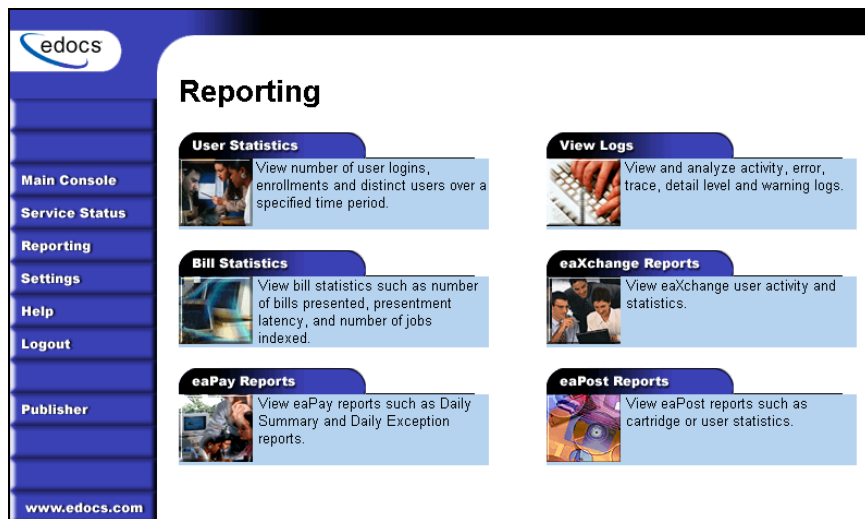 edocs
Main Console
Service Status
Reporting
Settings
Help
Logout
Publisher
www.edocs.com
Reporting
User Statistics
View number of user logins,
enrollments and distinct users over a
specified time period.
View Logs
View and analyze activity, error,
trace, detail level and warning logs.
Bill Statistics
View bill statistics such as number
of bills presented, presentment
latency, and number of jobs
indexed.
eaXchange Reports
View eaXchange user activity and
statistics.
eaPay Reports
View eaPay reports such as Daily
Summary and Daily Exception
reports.
eaPost Reports
View eaPost reports such as
cartridge or user statistics.